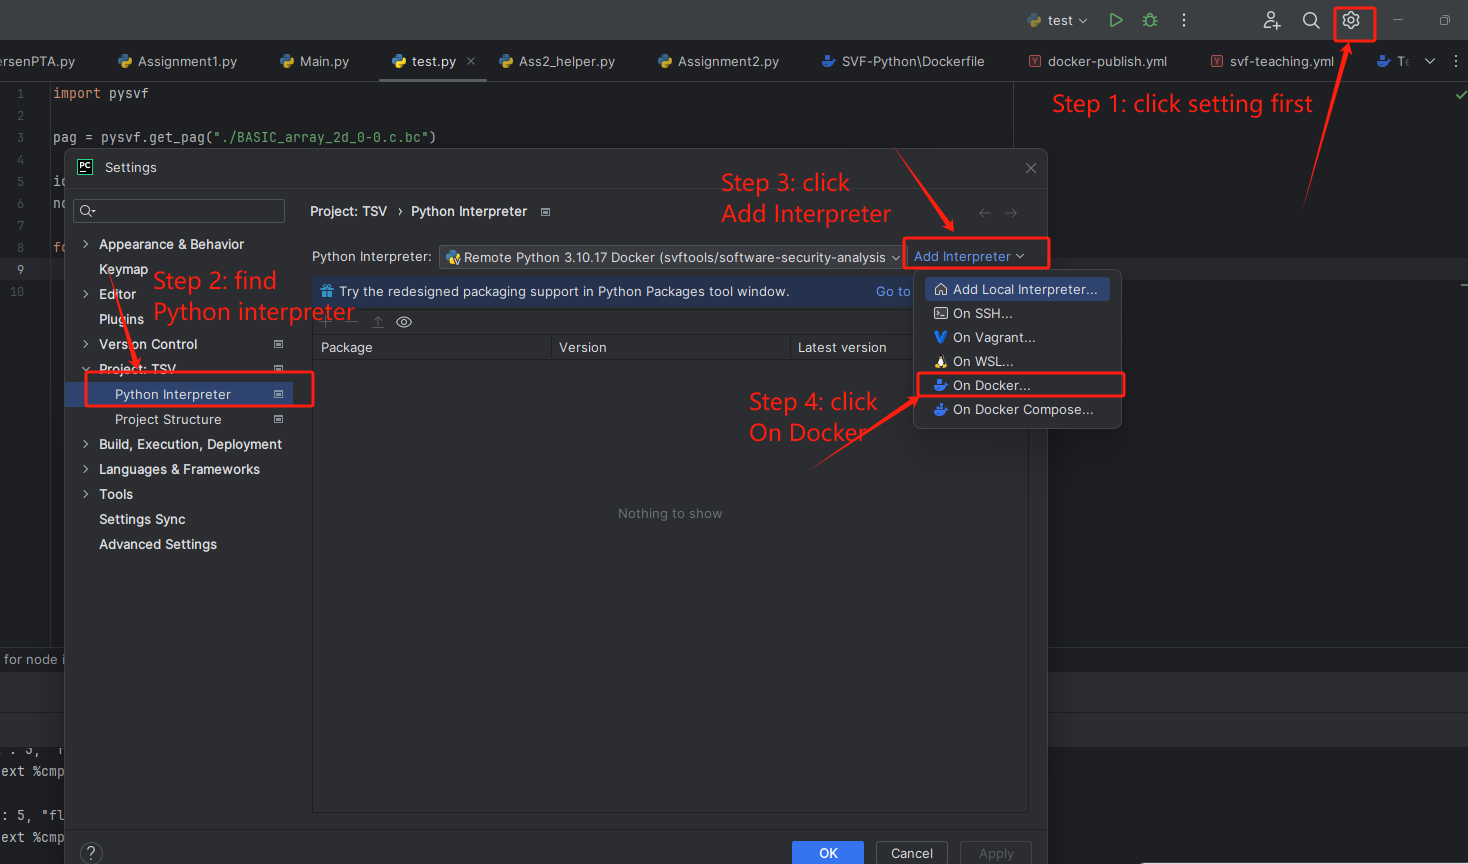 test
ersenPTA.py
Assignment1.py
Main.py
test.py
Ass2_helper.py
Assignment2.py
SVF-Python\Dockerfile
docker-publish.yml
svf-teaching.yml
Step 1: click setting first
1 import pysvf
2
3 pag = pysvf.get_pag("./BASIC_array_2d_0-0.c.bc")
4
5
6
7
8
9
10
PC Settings
Step 3: click
Add Interpreter
Project: TSV › Python Interpreter
Appearance & Behavior
Keymap
Editor
Plugins
Version Control
Project: TSV
Python Interpreter
Project Structure
Build, Execution, Deployment
Languages & Frameworks
Tools
Settings Sync
Advanced Settings
Step 2: find
Python interpreter
Python Interpreter: Remote Python 3.10.17 Docker (svftools/software-security-analysis
Add Interpreter
Try the redesigned packaging support in Python Packages tool window. Go to
Package Version Latest version
Add Local Interpreter...
On SSH...
On Vagrant...
On WSL...
On Docker...
On Docker Compose...
Step 4: click
On Docker
Nothing to show
for node
ext %cmp
: 5, "fl
ext %cmp
?
OK Cancel Apply